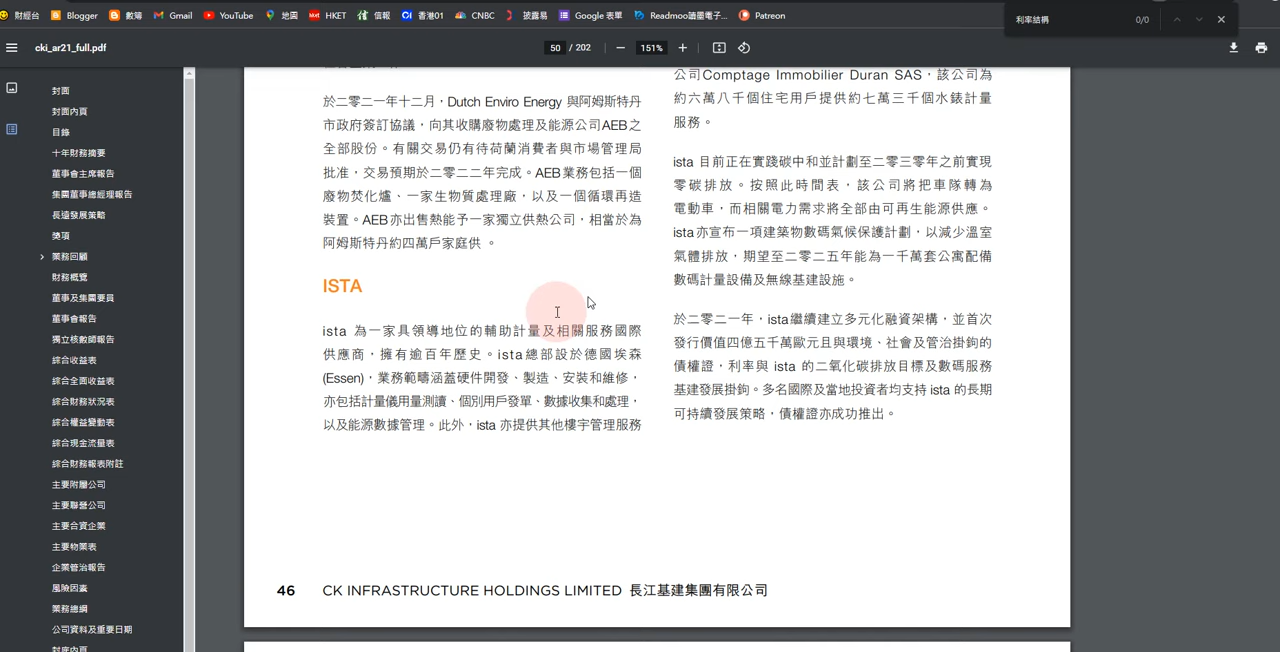 財經台
Blogger
數簿
Gmail
YouTube
地圖
HKET
信報
香港01
CNBC
披露易
Google 表單
Readmoo讀墨電子...
Patreon
利率結構
0/0
cki_ar21_full.pdf
50 / 202
151%
封面
封面內頁
目錄
十年財務摘要
董事會主席報告
集團董事總經理報告
長遠發展策略
獎項
業務回顧
財務概覽
董事及集團要員
董事會報告
獨立核數師報告
綜合收益表
綜合全面收益表
綜合財務狀況表
綜合權益變動表
綜合現金流量表
綜合財務報表附註
主要附屬公司
主要聯營公司
主要合資企業
主要物業表
企業管治報告
風險因素
業務總綱
公司資料及重要日期
封底內頁
於二零二一年十二月，Dutch Enviro Energy 與阿姆斯特丹
市政府簽訂協議，向其收購廢物處理及能源公司AEB之
全部股份。有關交易仍有待荷蘭消費者與市場管理局
批准，交易預期於二零二二年完成。AEB業務包括一個
廢物焚化爐、一家生物質處理廠，以及一個循環再造
裝置。AEB亦出售熱能予一家獨立供熱公司，相當於為
阿姆斯特丹約四萬戶家庭供 。
ISTA
ista 為一家具領導地位的輔助計量及相關服務國際
供應商，擁有逾百年歷史。ista總部設於德國埃森
(Essen)，業務範疇涵蓋硬件開發、製造、安裝和維修，
亦包括計量儀用量測讀、個別用戶發單、數據收集和處理，
以及能源數據管理。此外，ista 亦提供其他樓宇管理服務
公司Comptage Immobilier Duran SAS，該公司為
約六萬八千個住宅用戶提供約七萬三千個水錶計量
服務。
ista 目前正在實踐碳中和並計劃至二零三零年之前實現
零碳排放。按照此時間表，該公司將把車隊轉為
電動車，而相關電力需求將全部由可再生能源供應。
ista亦宣布一項建築物數碼氣候保護計劃，以減少溫室
氣體排放，期望至二零二五年能為一千萬套公寓配備
數碼計量設備及無線基建設施。
於二零二一年，ista繼續建立多元化融資架構，並首次
發行價值四億五千萬歐元且與環境、社會及管治掛鉤的
債權證，利率與 ista 的二氧化碳排放目標及數碼服務
基建發展掛鉤。多名國際及當地投資者均支持 ista 的長期
可持續發展策略，債權證亦成功推出。
46 CK INFRASTRUCTURE HOLDINGS LIMITED 長江基建集團有限公司